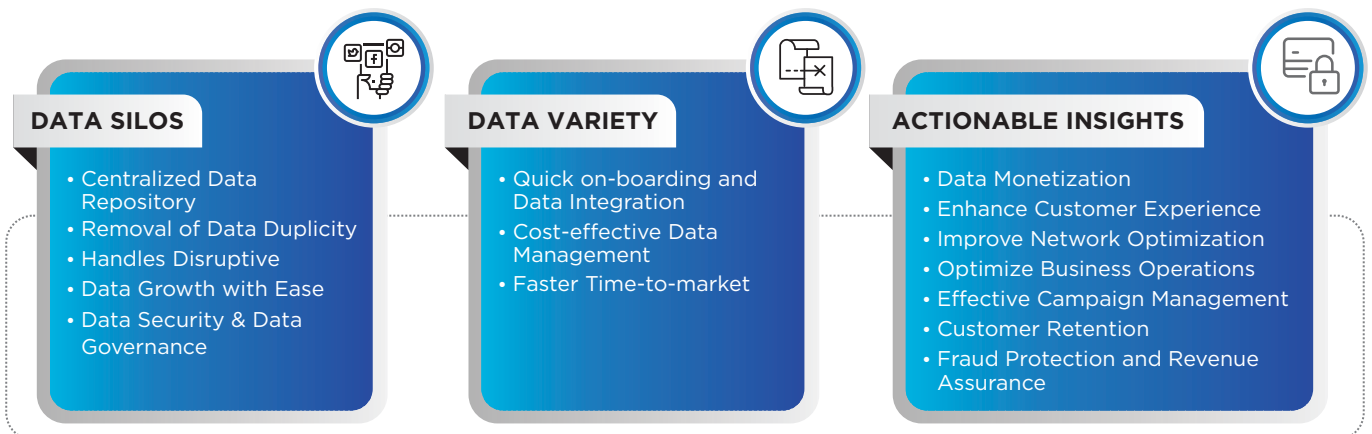 DATA SILOS
• Centralized Data
Repository
• Removal of Data Duplicity
• Handles Disruptive
• Data Growth with Ease
• Data Security & Data
Governance
DATA VARIETY
• Quick on-boarding and
Data Integration
• Cost-effective Data
Management
• Faster Time-to-market
ACTIONABLE INSIGHTS
• Data Monetization
• Enhance Customer Experience
• Improve Network Optimization
• Optimize Business Operations
• Effective Campaign Management
• Customer Retention
• Fraud Protection and Revenue
Assurance